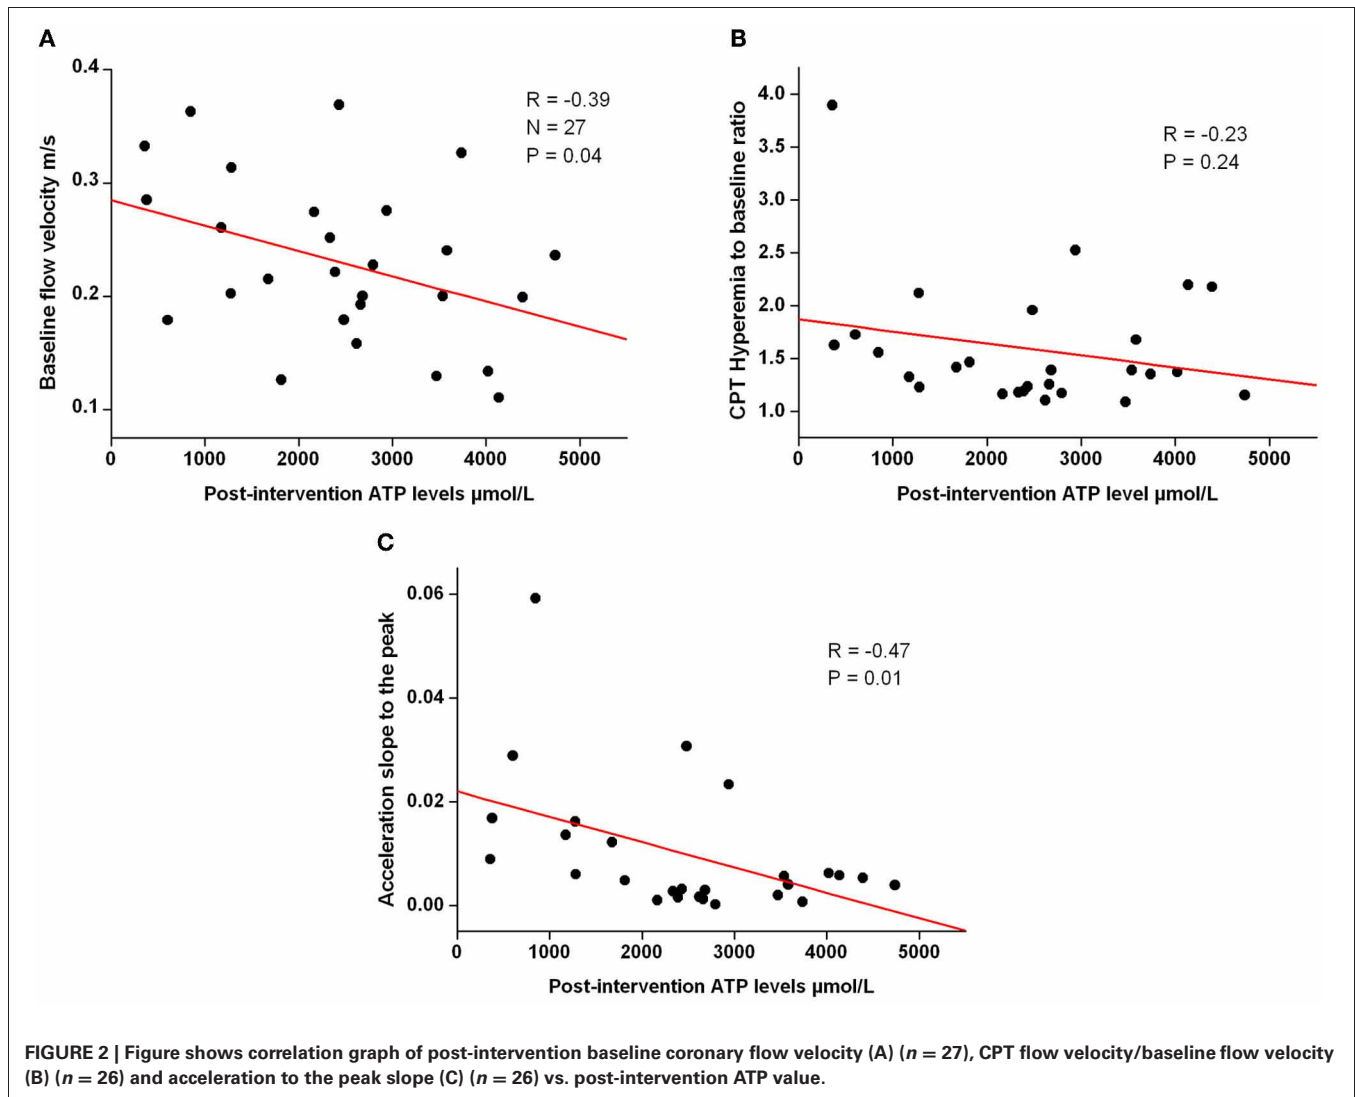 A
0.4
0.3
0.2
0.1
Baseline flow velocity m/s
R = -0.39
N = 27
P = 0.04
0 1000 2000 3000 4000 5000
Post-intervention ATP levels µmol/L
B
4.0
3.5
3.0
2.5
2.0
1.5
1.0
CPT Hyperemia to baseline ratio
R = -0.23
P = 0.24
0 1000 2000 3000 4000 5000
Post-intervention ATP level µmol/L
C
0.06
0.04
0.02
0.00
Acceleration slope to the peak
R = -0.47
P = 0.01
0 1000 2000 3000 4000 5000
Post-intervention ATP levels µmol/L
FIGURE 2 | Figure shows correlation graph of post-intervention baseline coronary flow velocity (A) (n = 27), CPT flow velocity/baseline flow velocity
(B) (n = 26) and acceleration to the peak slope (C) (n = 26) vs. post-intervention ATP value.